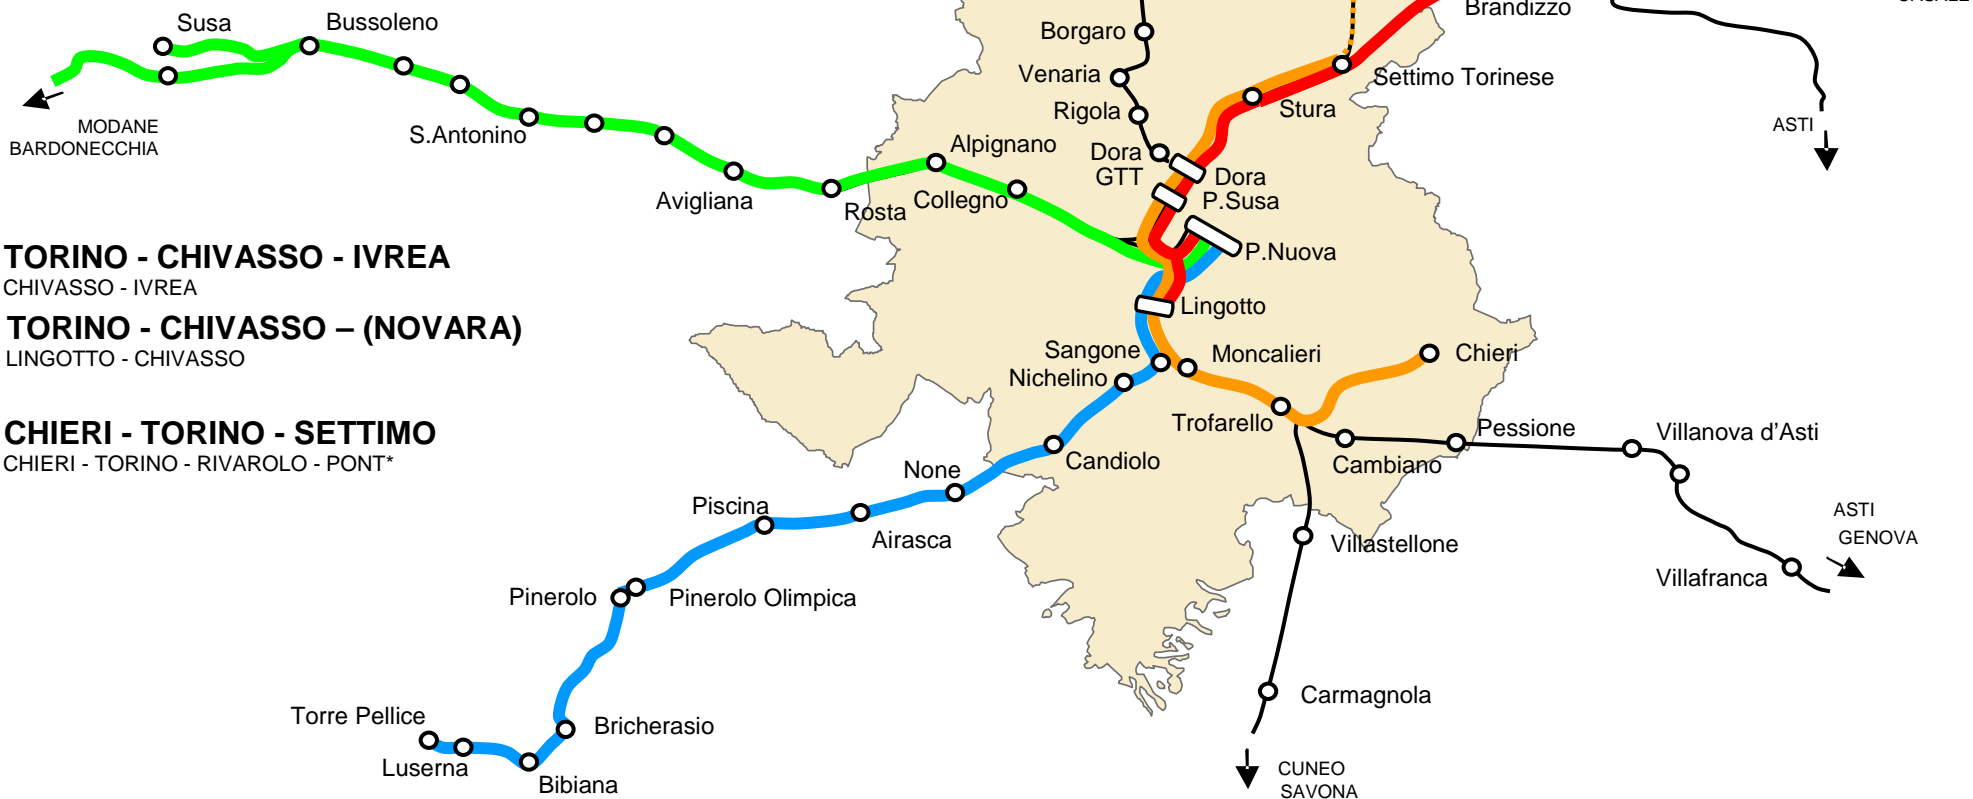 Susa
Bussoleno
MODANE
BARDONECCHIA
S.Antonino
Avigliana
Rosta
Alpignano
Collegno
Borgaro
Venaria
Rigola
Dora
GTT
Dora
P.Susa
P.Nuova
Lingotto
Brandizzo
Settimo Torinese
Stura
ASTI
TORINO - CHIVASSO - IVREA
CHIVASSO - IVREA
TORINO - CHIVASSO – (NOVARA)
LINGOTTO - CHIVASSO
CHIERI - TORINO - SETTIMO
CHIERI - TORINO - RIVAROLO - PONT*
Sangone
Nichelino
Moncalieri
Chieri
Trofarello
Cambiano
Pessione
Villanova d’Asti
ASTI
GENOVA
Villafranca
Candiolo
None
Airasca
Piscina
Pinerolo
Pinerolo Olimpica
Villastellone
Carmagnola
CUNEO
SAVONA
Torre Pellice
Luserna
Bibiana
Bricherasio